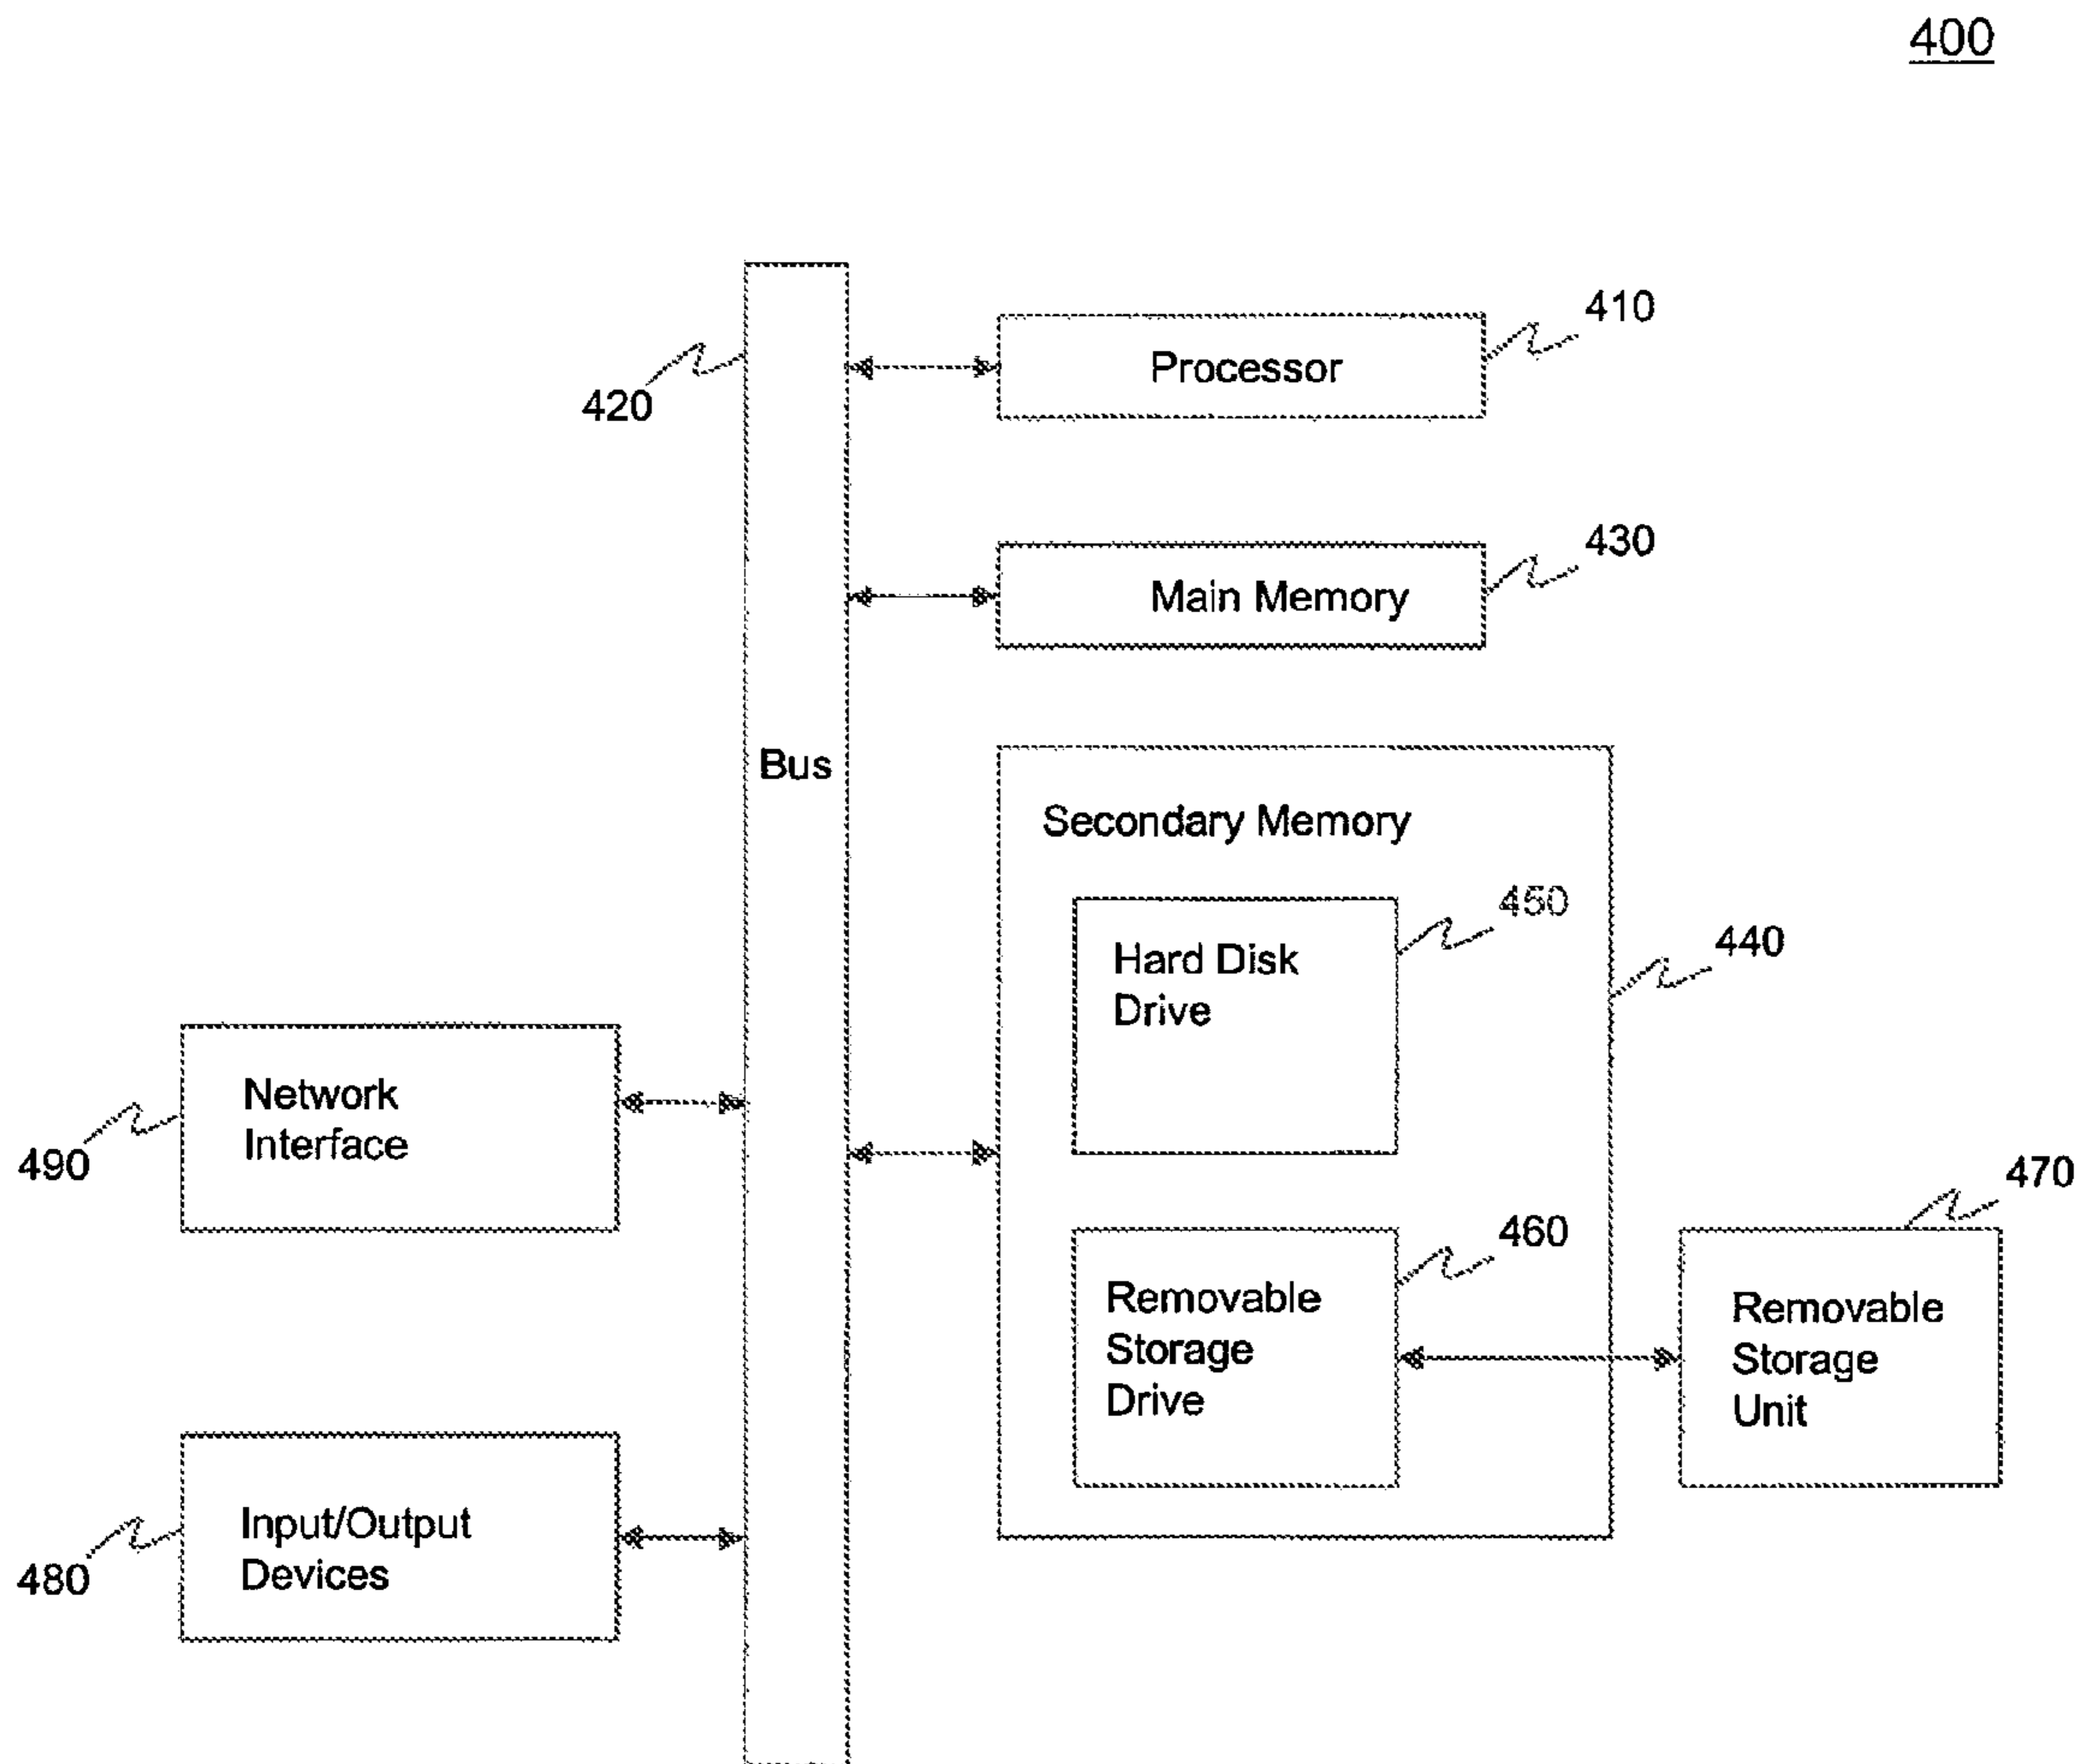 400
410
Processor
420
430
Main Memory
Bus
Secondary Memory
450
Hard Disk
Drive
440
Network
Interface
490
470
460
Removable
Storage
Drive
Removable
Storage
Unit
Input/Output
Devices
480